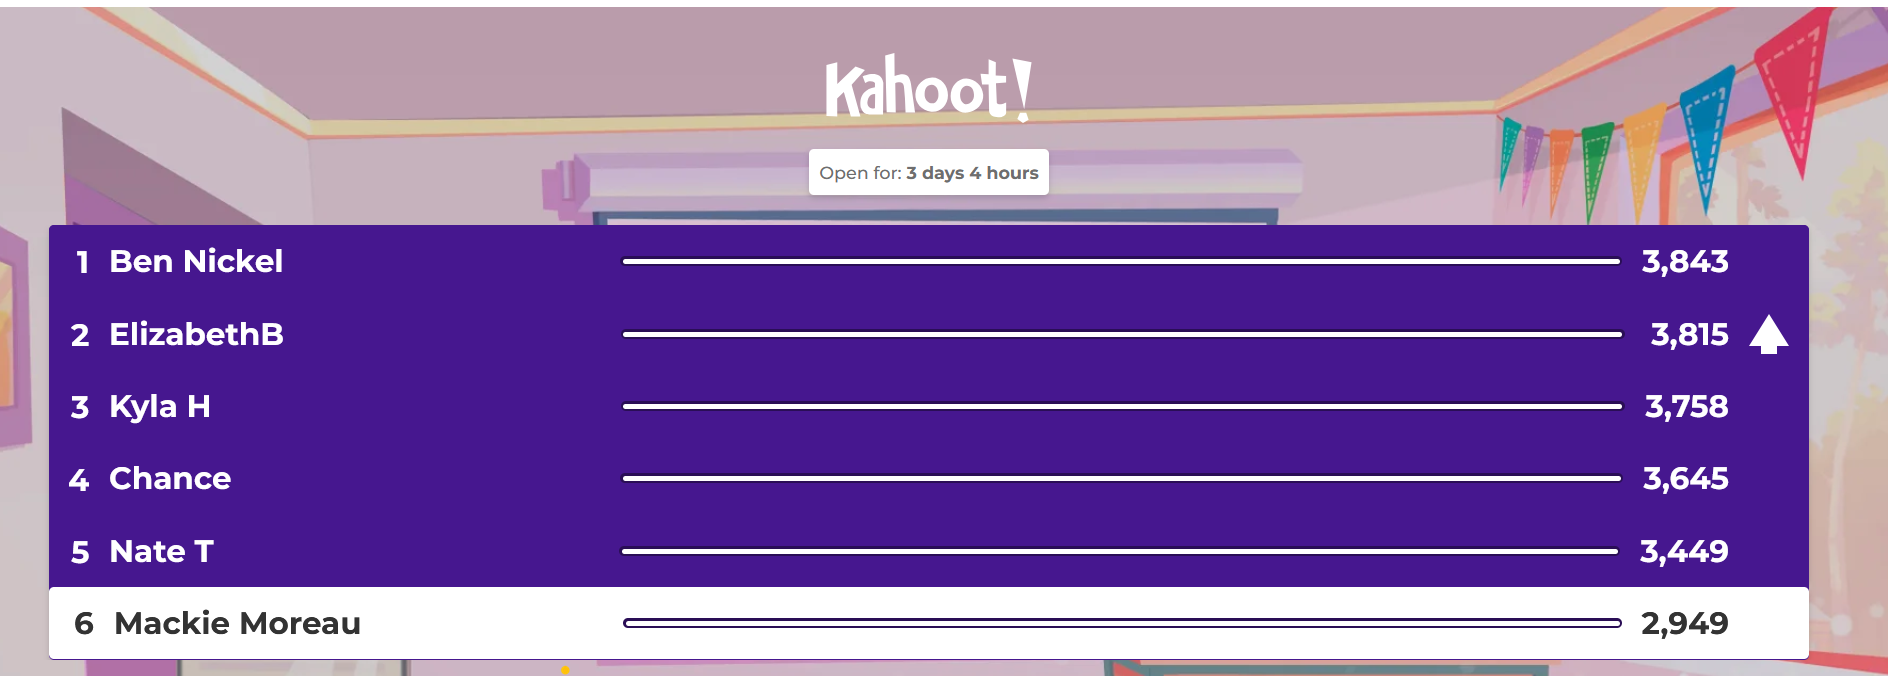 Kahoot!
Open for: 3 days 4 hours
1 Ben Nickel 3,843
2 ElizabethB 3,815
3 Kyla H 3,758
4 Chance 3,645
5 Nate T 3,449
6 Mackie Moreau 2,949